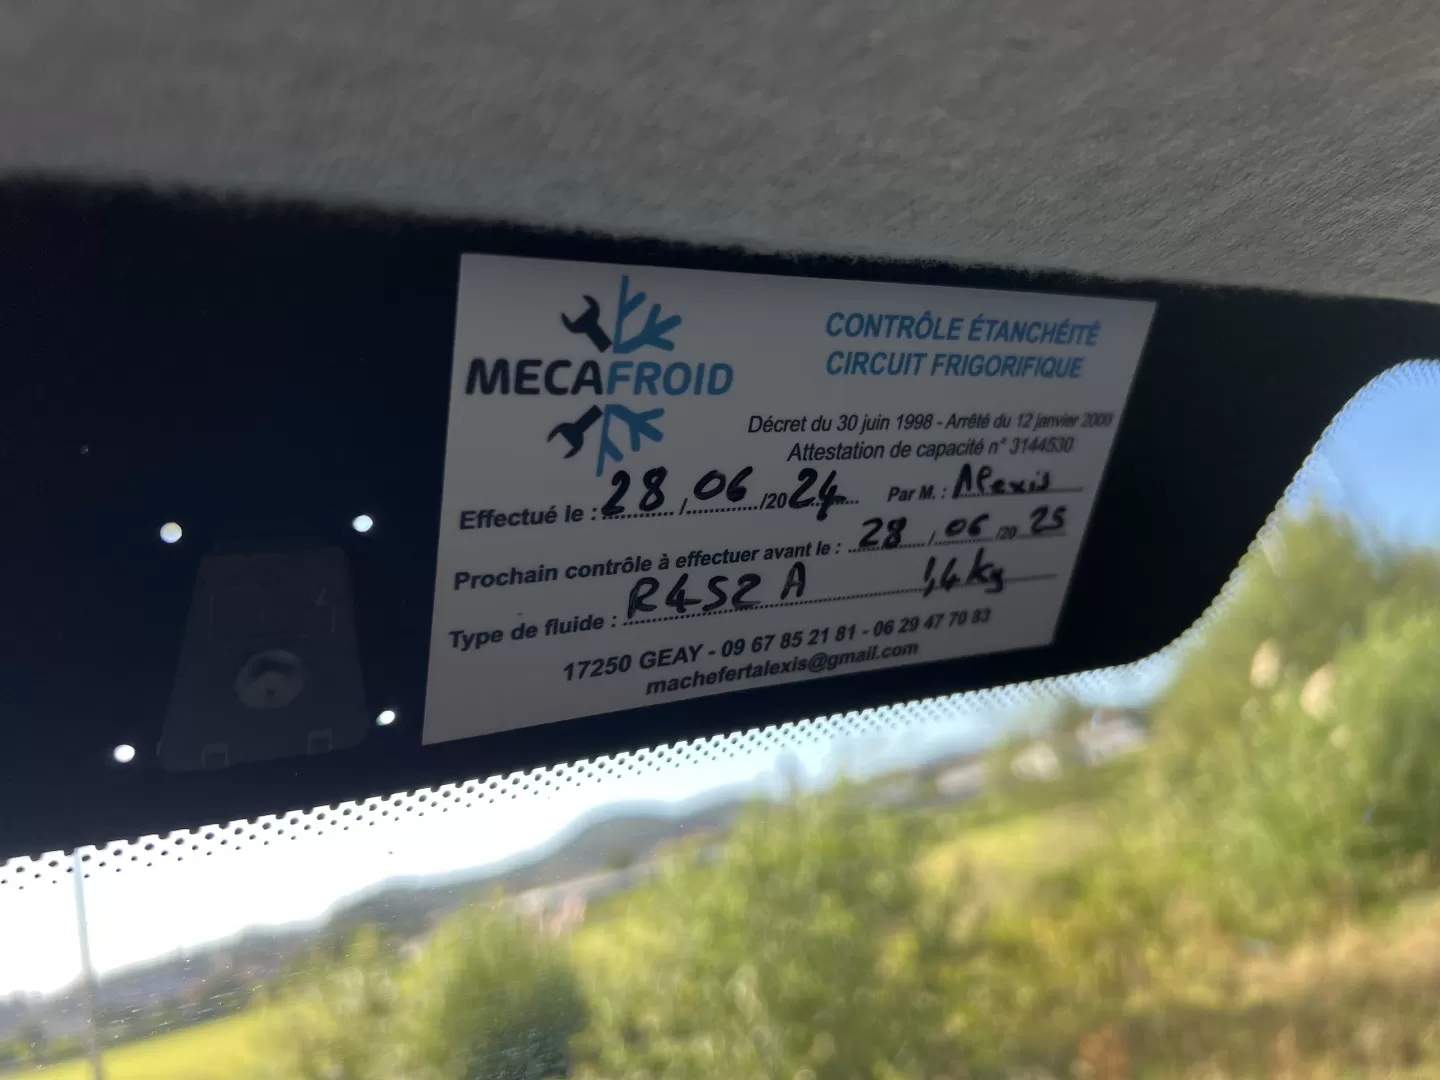 MECAFROID
CONTRÔLE ÉTANCHÉITÉ
CIRCUIT FRIGORIFIQUE
Décret du 30 juin 1998 - Arrêté du 12 janvier 2000
Attestation de capacité n° 3144530
Effectué le : 28/06/2024 Par M. : Alexis
Prochain contrôle à effectuer avant le : 28/06/2025
Type de fluide : R452 A 1,4 kg
17250 GEAY - 09 67 85 21 81 - 06 29 47 70 83
machefertalexis@gmail.com